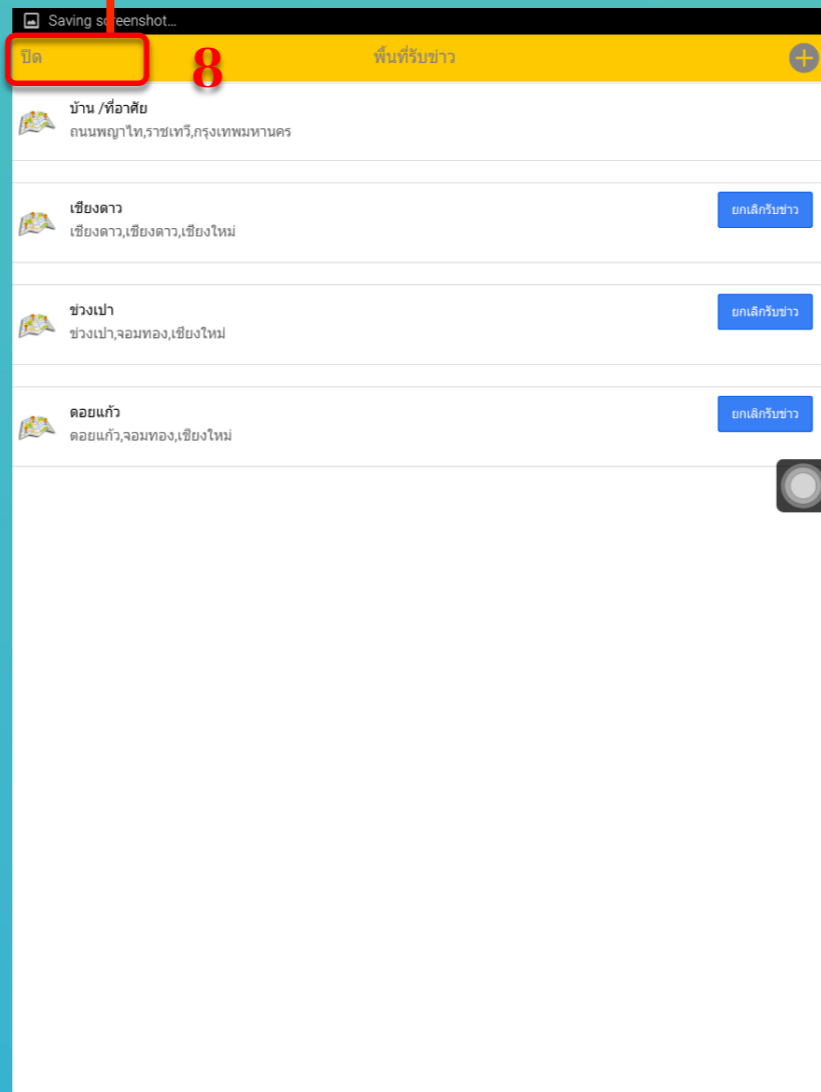 Saving screenshot...
ปิด
8
พื้นที่รับข่าว
บ้าน /ที่อาศัย
ถนนพญาไท,ราชเทวี,กรุงเทพมหานคร
เชียงดาว
ยกเลิกรับข่าว
เชียงดาว,เชียงดาว,เชียงใหม่
ข่วงเปา
ยกเลิกรับข่าว
ข่วงเปา,จอมทอง,เชียงใหม่
ดอยแก้ว
ยกเลิกรับข่าว
ดอยแก้ว,จอมทอง,เชียงใหม่